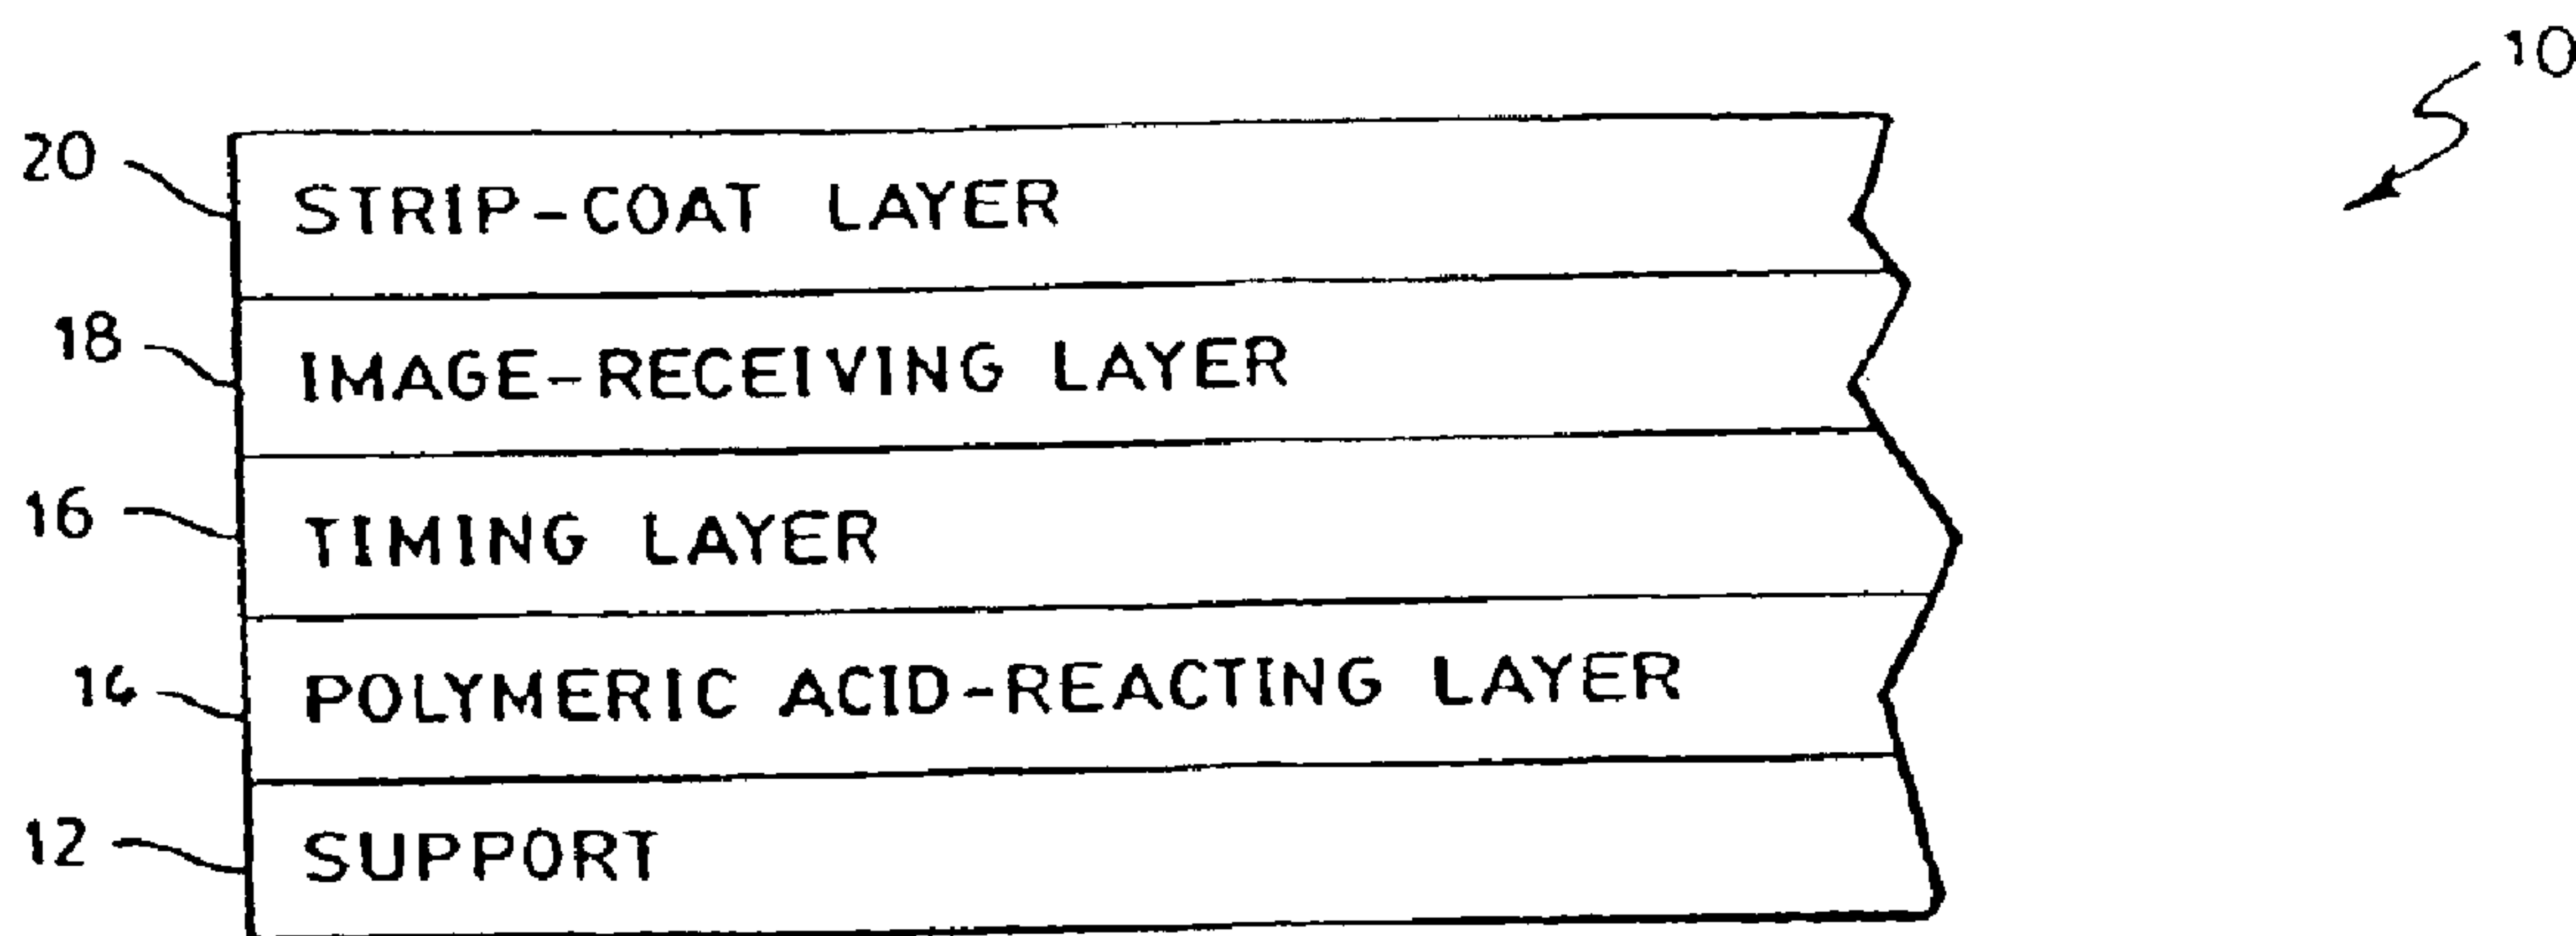 10
20 STRIP-COAT LAYER
18 IMAGE-RECEIVING LAYER
16 TIMING LAYER
14 POLYMERIC ACID-REACTING LAYER
12 SUPPORT